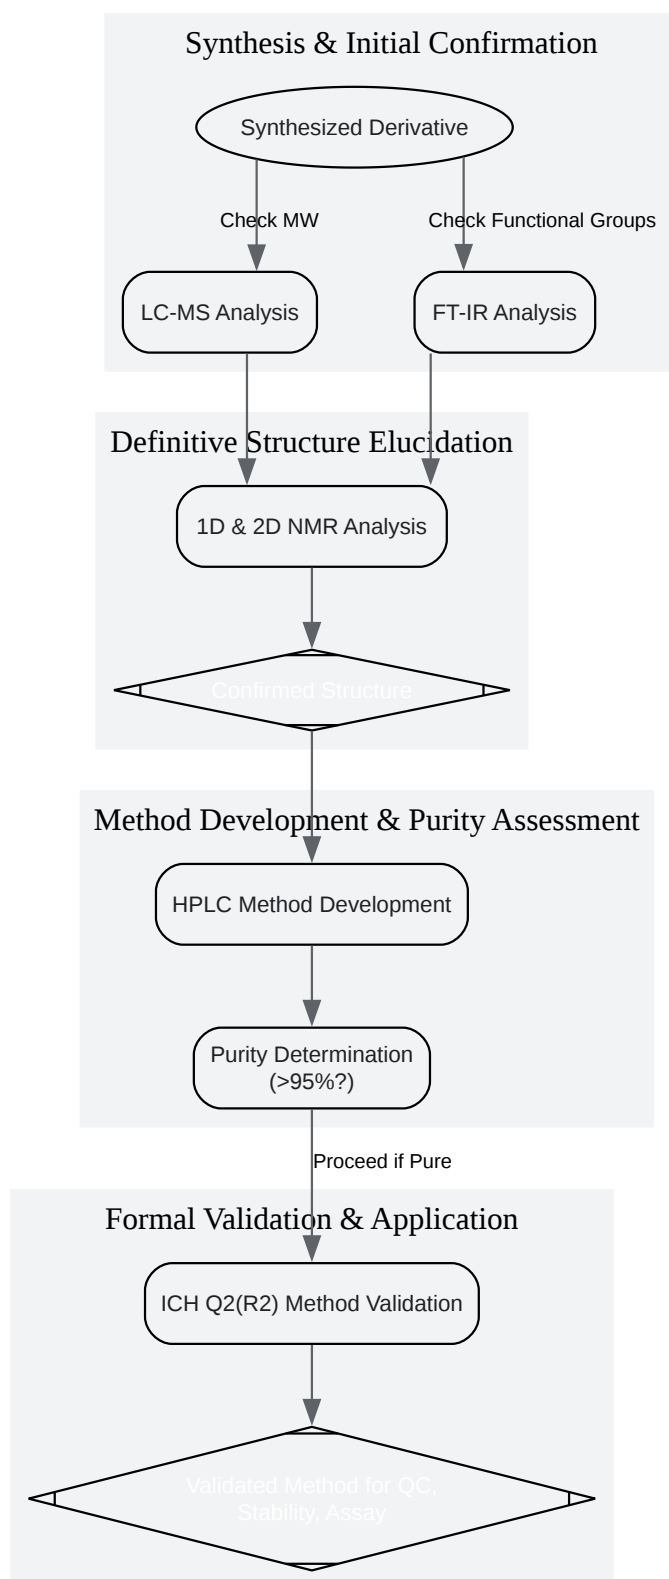 Synthesis & Initial Confirmation
Synthesized Derivative
Check MW
Check Functional Groups
LC-MS Analysis
FT-IR Analysis
Definitive Structure Elucidation
1D & 2D NMR Analysis
Confirmed Structure
Method Development & Purity Assessment
HPLC Method Development
Purity Determination
(>95%?)
Proceed if Pure
Formal Validation & Application
ICH Q2(R2) Method Validation
Validated Method for QC,
Stability, Assay